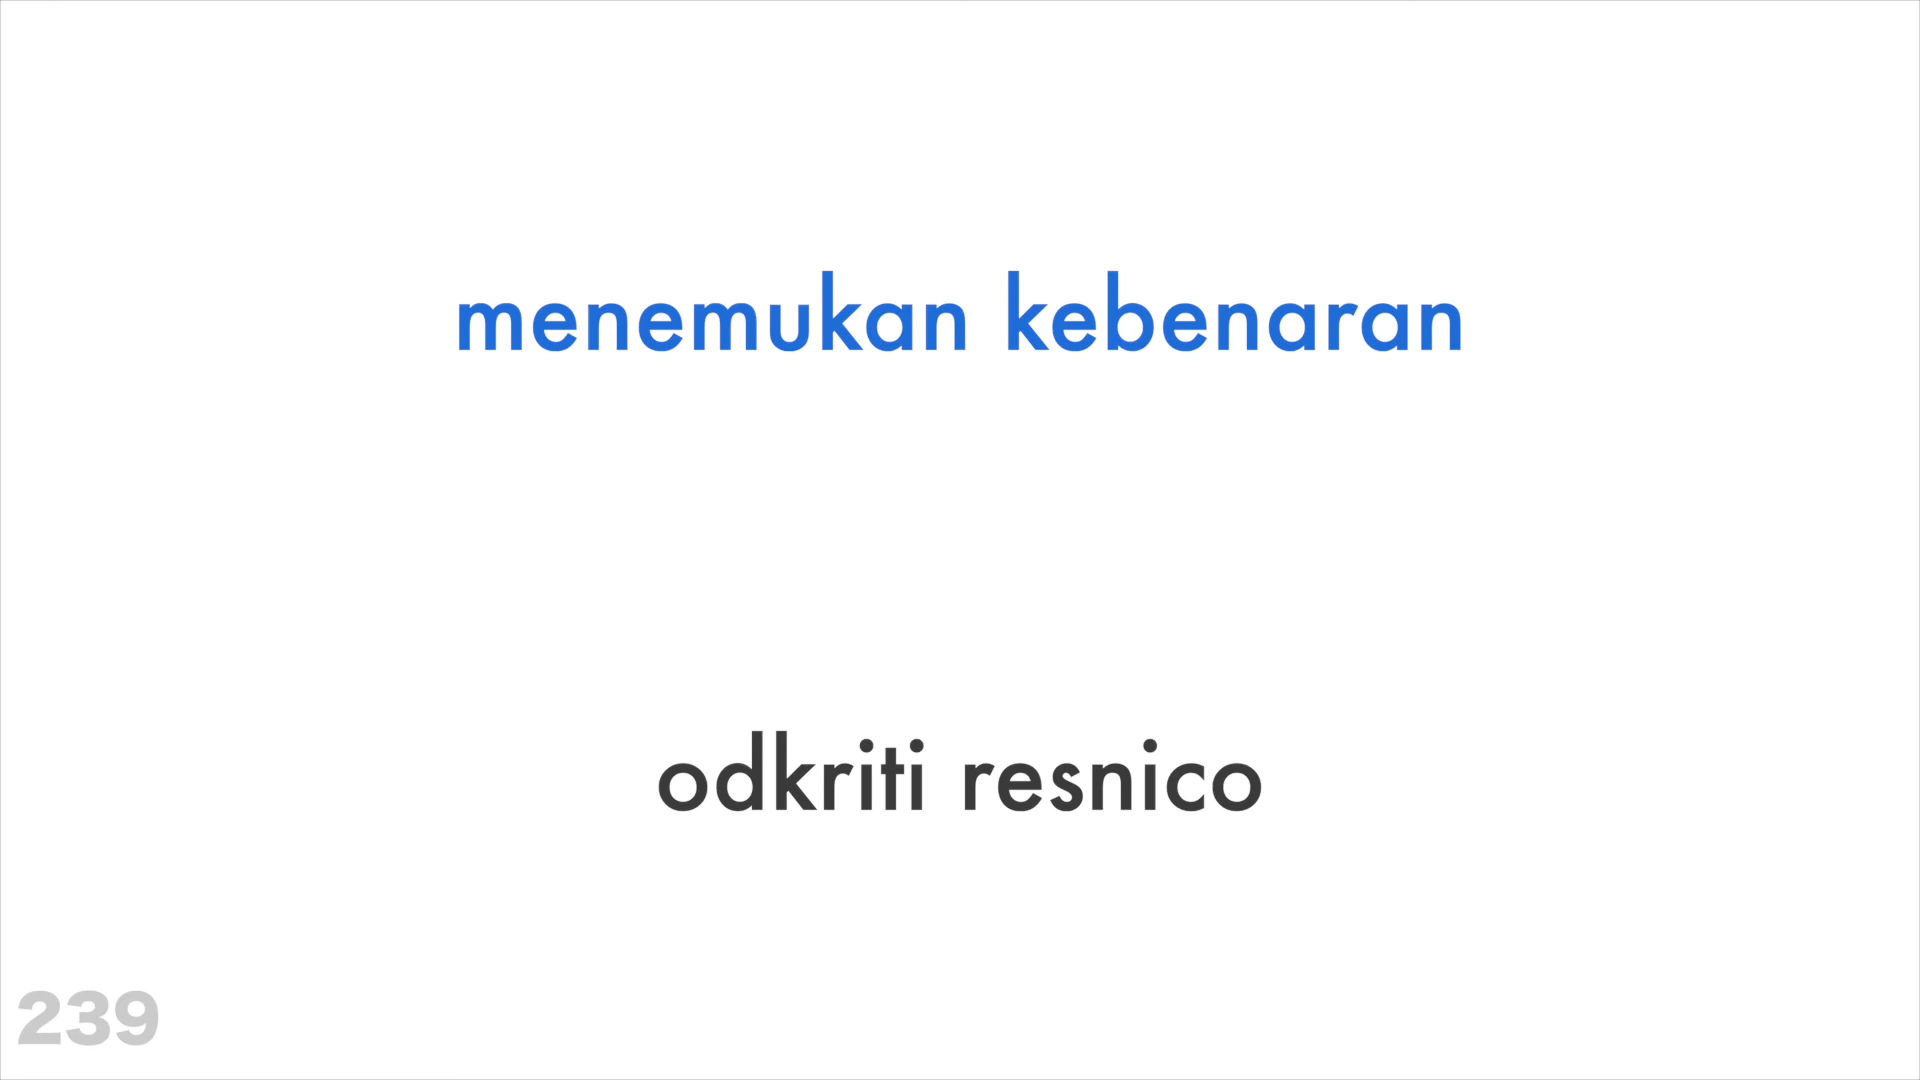 menemukan kebenaran
odkriti resnico
239